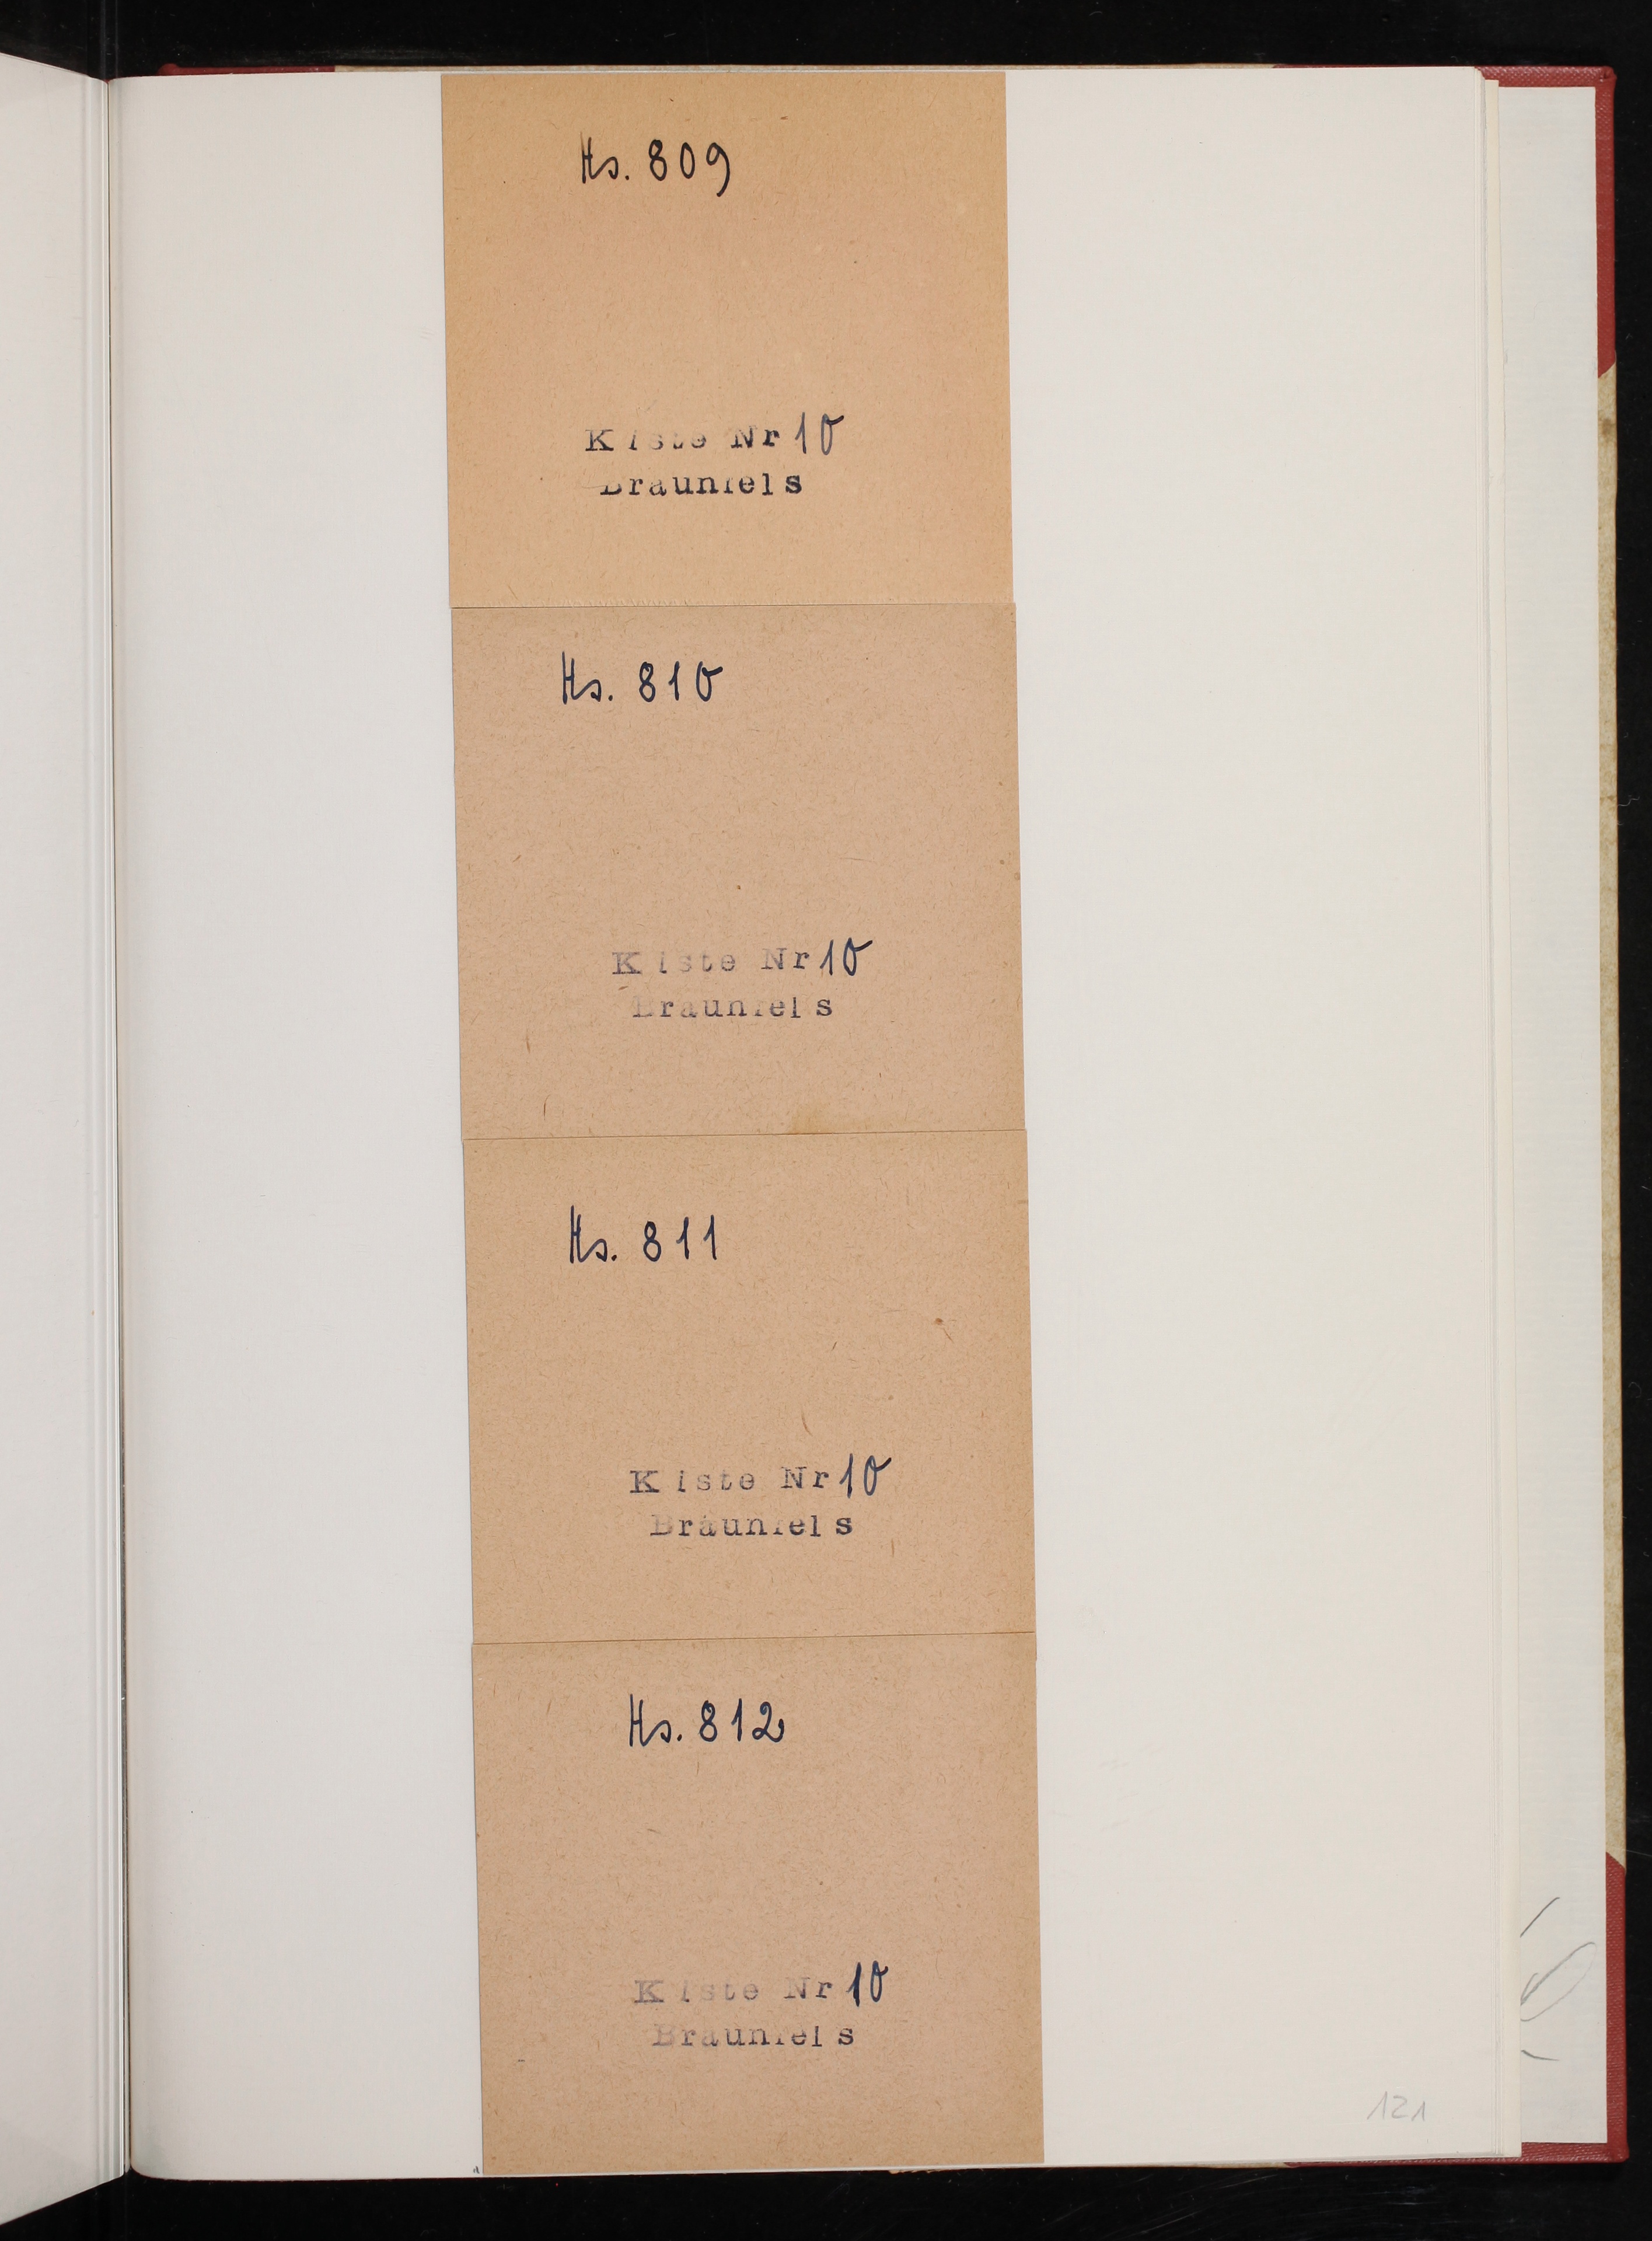 Hs. 809
Kiste Nr 10
Braunfels
Hs. 810
Kiste Nr 10
Braunfels
Hs. 811
Kiste Nr 10
Braunfels
Hs. 812
Kiste Nr 10
Braunfels
121